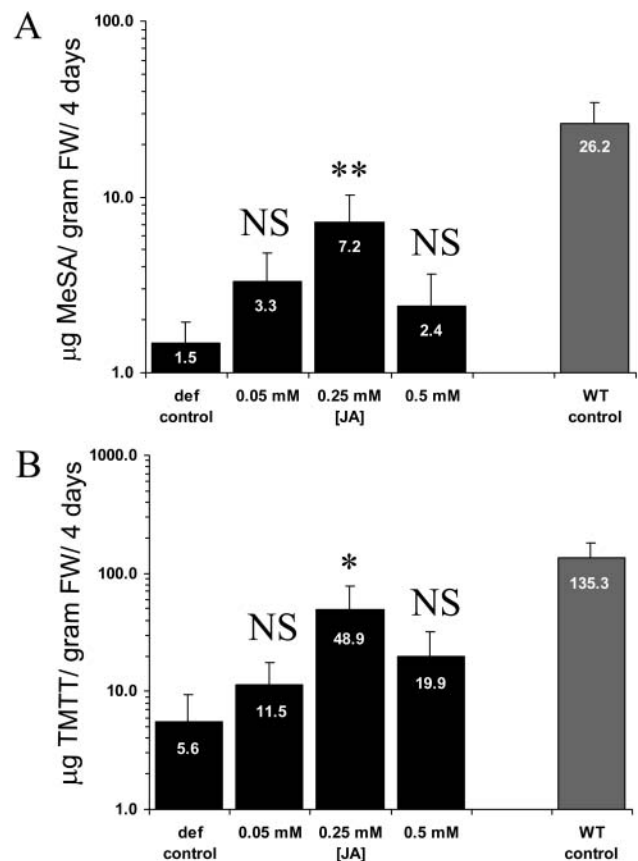 A
µg MeSA/ gram FW/ 4 days
100.0
10.0
1.0
NS
**
NS
1.5
3.3
7.2
2.4
26.2
def control
0.05 mM
0.25 mM
0.5 mM
WT control
[JA]
B
µg TMTT/ gram FW/ 4 days
1000.0
100.0
10.0
1.0
NS
*
NS
5.6
11.5
48.9
19.9
135.3
def control
0.05 mM
0.25 mM
0.5 mM
WT control
[JA]